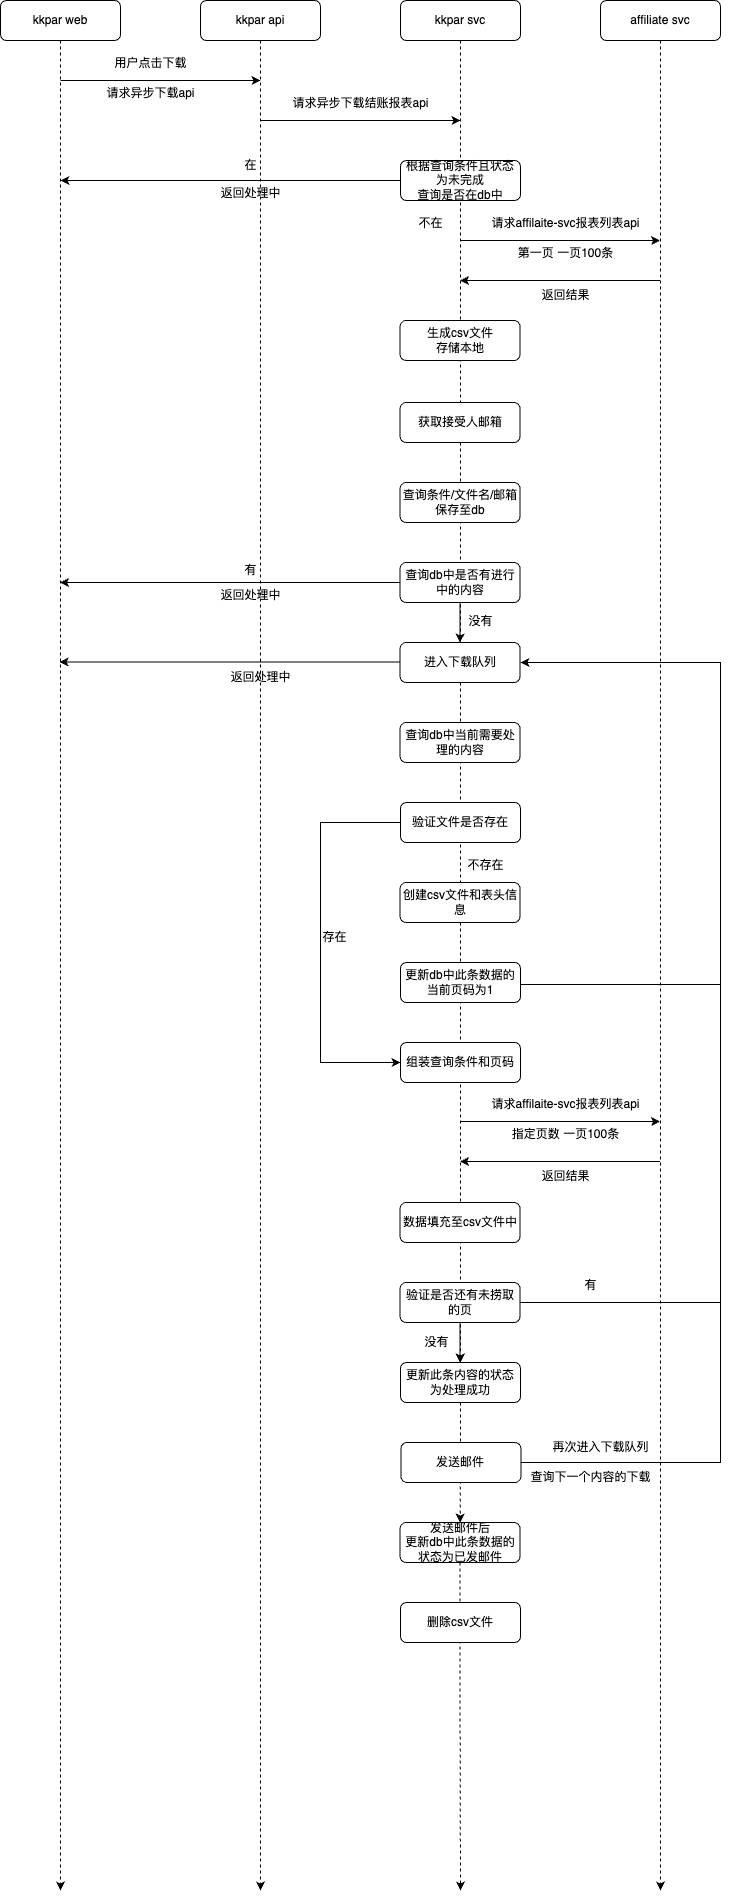 kkpar web
kkpar api
kkpar svc
affiliate svc
用户点击下载
请求异步下载api
请求异步下载结账报表api
根据查询条件且状态
为未完成
查询是否在db中
在
返回处理中
不在
请求affilaite-svc报表列表api
第一页 一页100条
返回结果
生成csv文件
存储本地
获取接受人邮箱
查询条件/文件名/邮箱
保存至db
查询db中是否有进行
中的内容
有
返回处理中
没有
进入下载队列
返回处理中
查询db中当前需要处
理的内容
验证文件是否存在
不存在
创建csv文件和表头信
息
存在
更新db中此条数据的
当前页码为1
组装查询条件和页码
请求affilaite-svc报表列表api
指定页数 一页100条
返回结果
数据填充至csv文件中
验证是否还有未捞取
的页
有
没有
更新此条内容的状态
为处理成功
发送邮件
再次进入下载队列
查询下一个内容的下载
发送邮件后
更新db中此条数据的
状态为已发邮件
删除csv文件